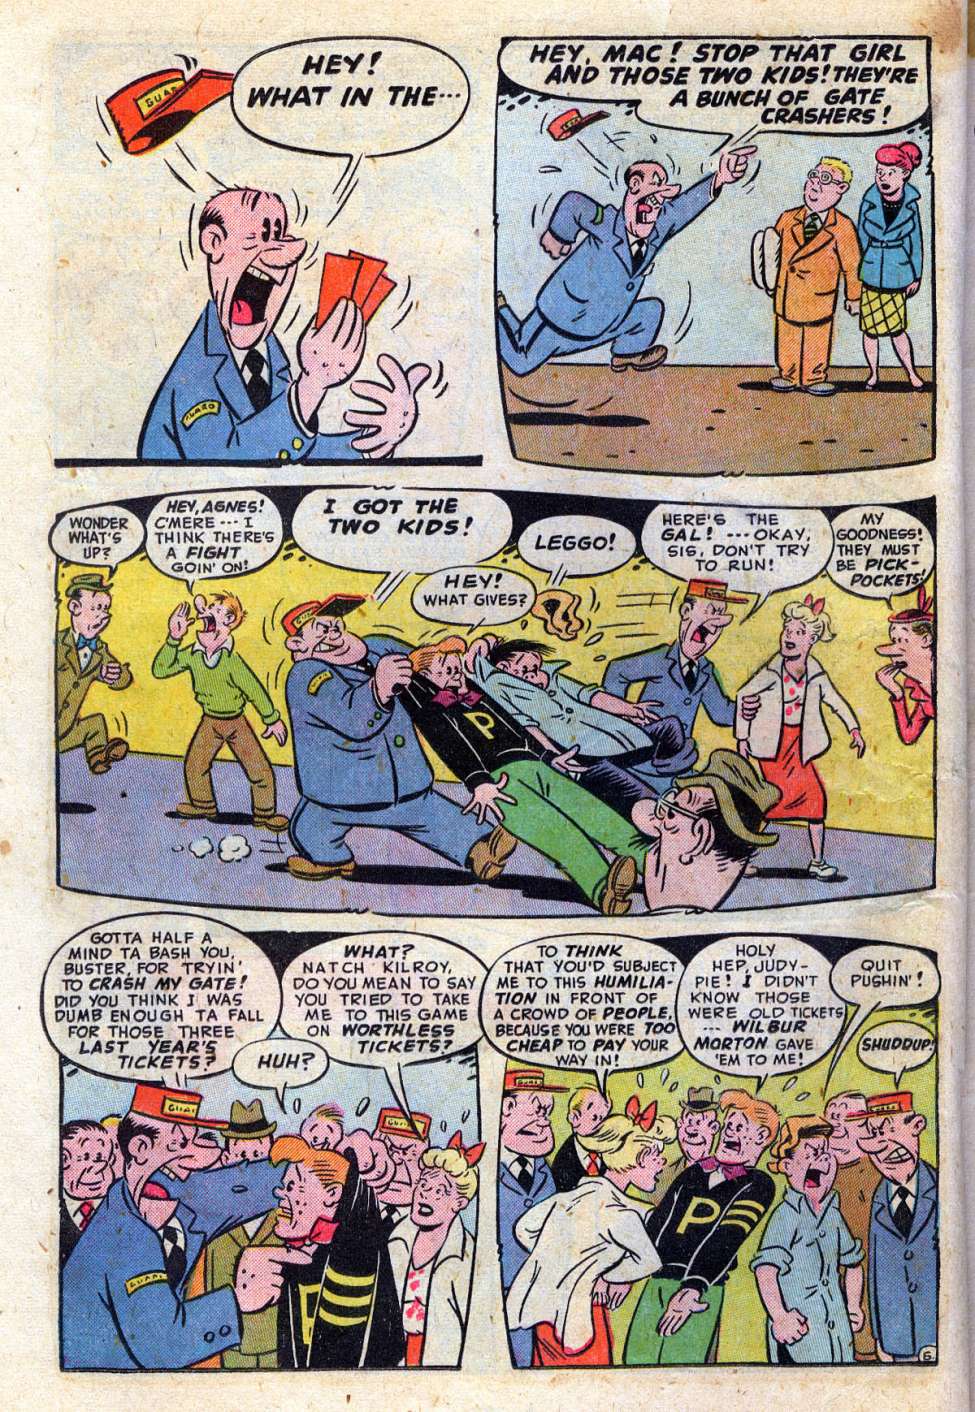 HEY!
WHAT IN THE---
GUARD
GUARD
HEY, MAC! STOP THAT GIRL
AND THOSE TWO KIDS! THEY'RE
A BUNCH OF GATE
CRASHERS!
WONDER
WHAT'S
UP?
HEY, AGNES!
C'MERE --- I
THINK THERE'S
A FIGHT
GOIN' ON!
I GOT THE
TWO KIDS!
HEY!
WHAT GIVES?
LEGGO!
HERE'S THE
GAL! --- OKAY,
SIS, DON'T TRY
TO RUN!
MY
GOODNESS!
THEY MUST
BE PICK-
POCKETS!
P
GOTTA HALF A
MIND TA BASH YOU,
BUSTER, FOR TRYIN'
TO CRASH MY GATE!
DID YOU THINK I WAS
DUMB ENOUGH TA FALL
FOR THOSE THREE
LAST YEAR'S
TICKETS?
HUH?
WHAT?
NATCH KILROY,
DO YOU MEAN TO SAY
YOU TRIED TO TAKE
ME TO THIS GAME
ON WORTHLESS
TICKETS?
GUARD
TO THINK
THAT YOU'D SUBJECT
ME TO THIS HUMILIA-
TION IN FRONT OF
A CROWD OF PEOPLE,
BECAUSE YOU WERE TOO
CHEAP TO PAY YOUR
WAY IN!
HOLY
HEP, JUDY-
PIE! I DIDN'T
KNOW THOSE
WERE OLD TICKETS
--- WILBUR
MORTON GAVE
'EM TO ME!
QUIT
PUSHIN'!
SHUDDUP!
P
6